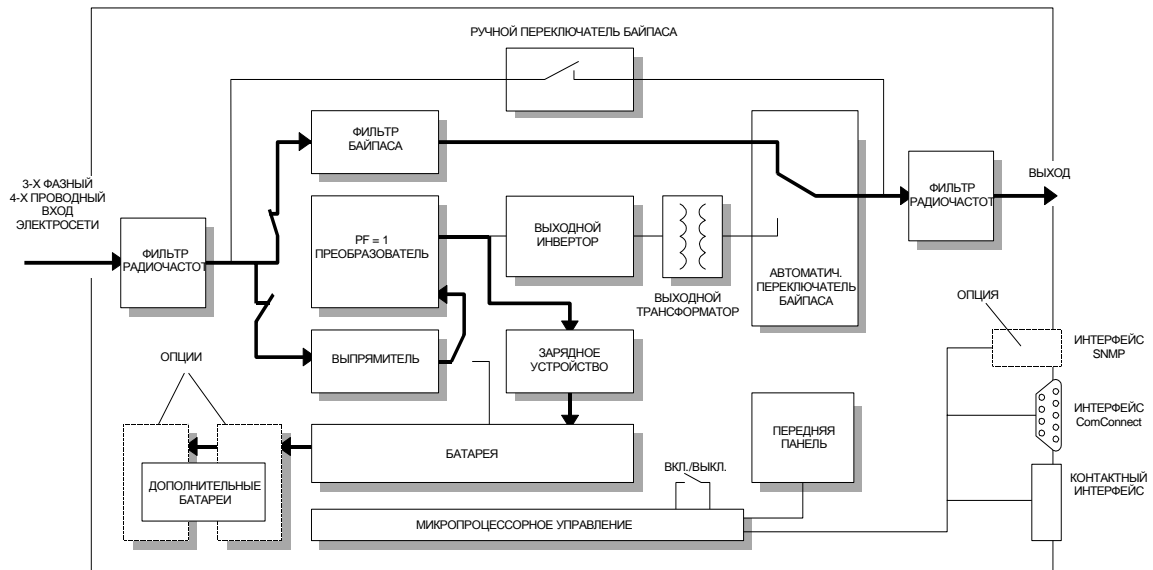 РУЧНОЙ ПЕРЕКЛЮЧАТЕЛЬ БАЙПАСА
ФИЛЬТР
БАЙПАСА
3-Х ФАЗНЫЙ
4-Х ПРОВОДНЫЙ
ВХОД
ЭЛЕКТРОСЕТИ
ФИЛЬТР
РАДИОЧАСТОТ
ВЫХОД
PF = 1
ПРЕОБРАЗОВАТЕЛЬ
ВЫХОДНОЙ
ИНВЕРТОР
ФИЛЬТР
РАДИОЧАСТОТ
АВТОМАТИЧ.
ПЕРЕКЛЮЧАТЕЛЬ
БАЙПАСА
ВЫХОДНОЙ
ТРАНСФОРМАТОР
ОПЦИЯ
ОПЦИИ
ВЫПРЯМИТЕЛЬ
ЗАРЯДНОЕ
УСТРОЙСТВО
ИНТЕРФЕЙС
SNMP
ИНТЕРФЕЙС
ComConnect
ПЕРЕДНЯЯ
ПАНЕЛЬ
БАТАРЕЯ
ВКЛ./ВЫКЛ.
ДОПОЛНИТЕЛЬНЫЕ
БАТАРЕИ
КОНТАКТНЫЙ
ИНТЕРФЕЙС
МИКРОПРОЦЕССОРНОЕ УПРАВЛЕНИЕ